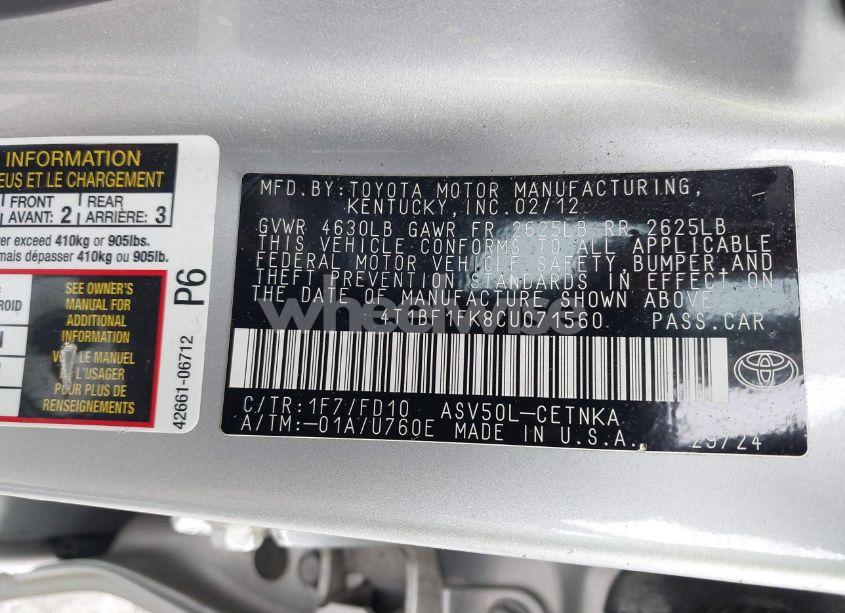 INFORMATION
EUS ET LE CHARGEMENT
FRONT
AVANT: 2
REAR
ARRIÈRE: 3
exceed 410kg or 905lbs.
mais dépasser 410kg ou 905lb.
SEE OWNER'S
MANUAL FOR
ADDITIONAL
INFORMATION
LE MANUEL
L'USAGER
POUR PLUS DE
RENSEIGNEMENTS
P6
42661-06712
MFD.BY:TOYOTA MOTOR MANUFACTURING,
KENTUCKY,INC.02/12
GVWR 4630LB GAWR FR 2625LB RR 2625LB
THIS VEHICLE CONFORMS TO ALL APPLICABLE
FEDERAL MOTOR VEHICLE SAFETY,BUMPER,AND
THEFT PREVENTION STANDARDS IN EFFECT ON
THE DATE OF MANUFACTURE SHOWN ABOVE.
4T1BF1FK8CU071560 PASS.CAR
C/TR:1F7/FD10 ASV50L-CETNKA
A/TM:-01A/U760E MADE IN U.S.A. 29/24
TOYOTA